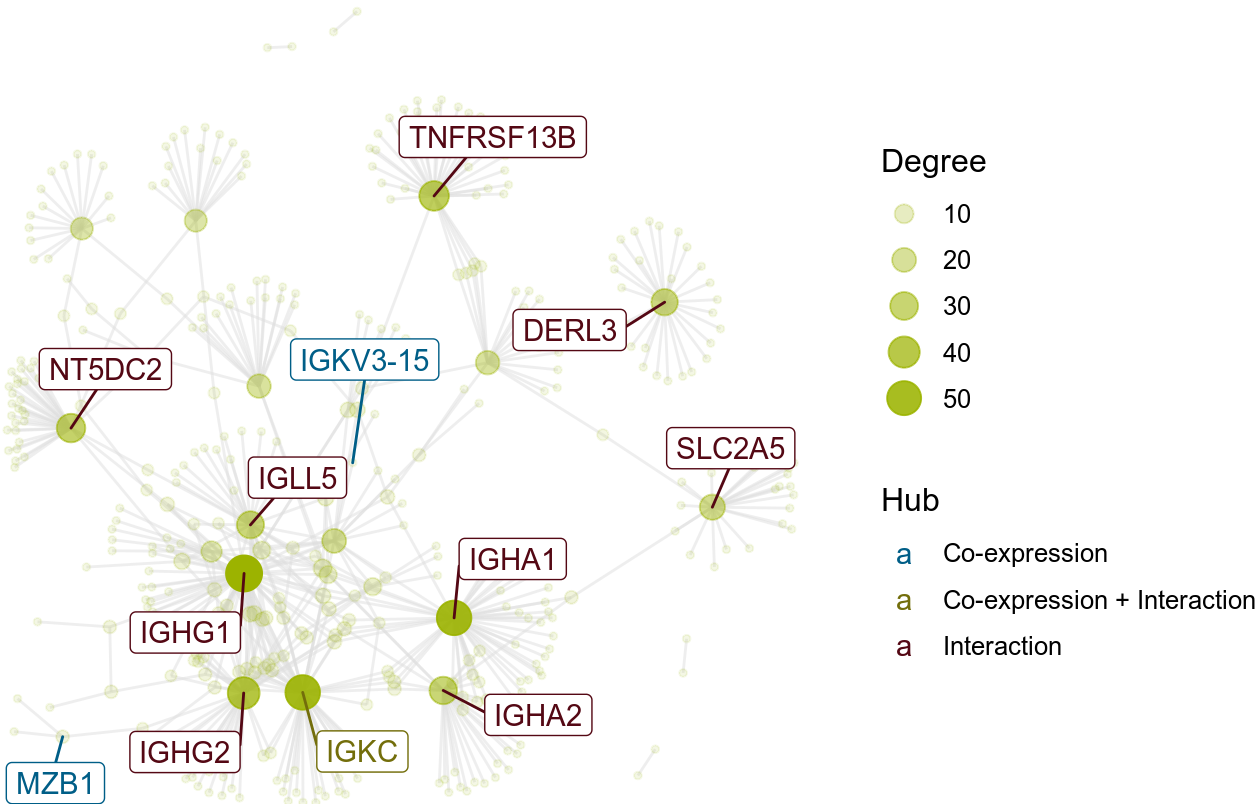 TNFRSF13B
DERL3
IGKV3-15
NT5DC2
SLC2A5
IGLL5
IGHA1
IGHG1
IGHA2
IGHG2
IGKC
MZB1
Degree
10
20
30
40
50
Hub
a Co-expression
a Co-expression + Interaction
a Interaction